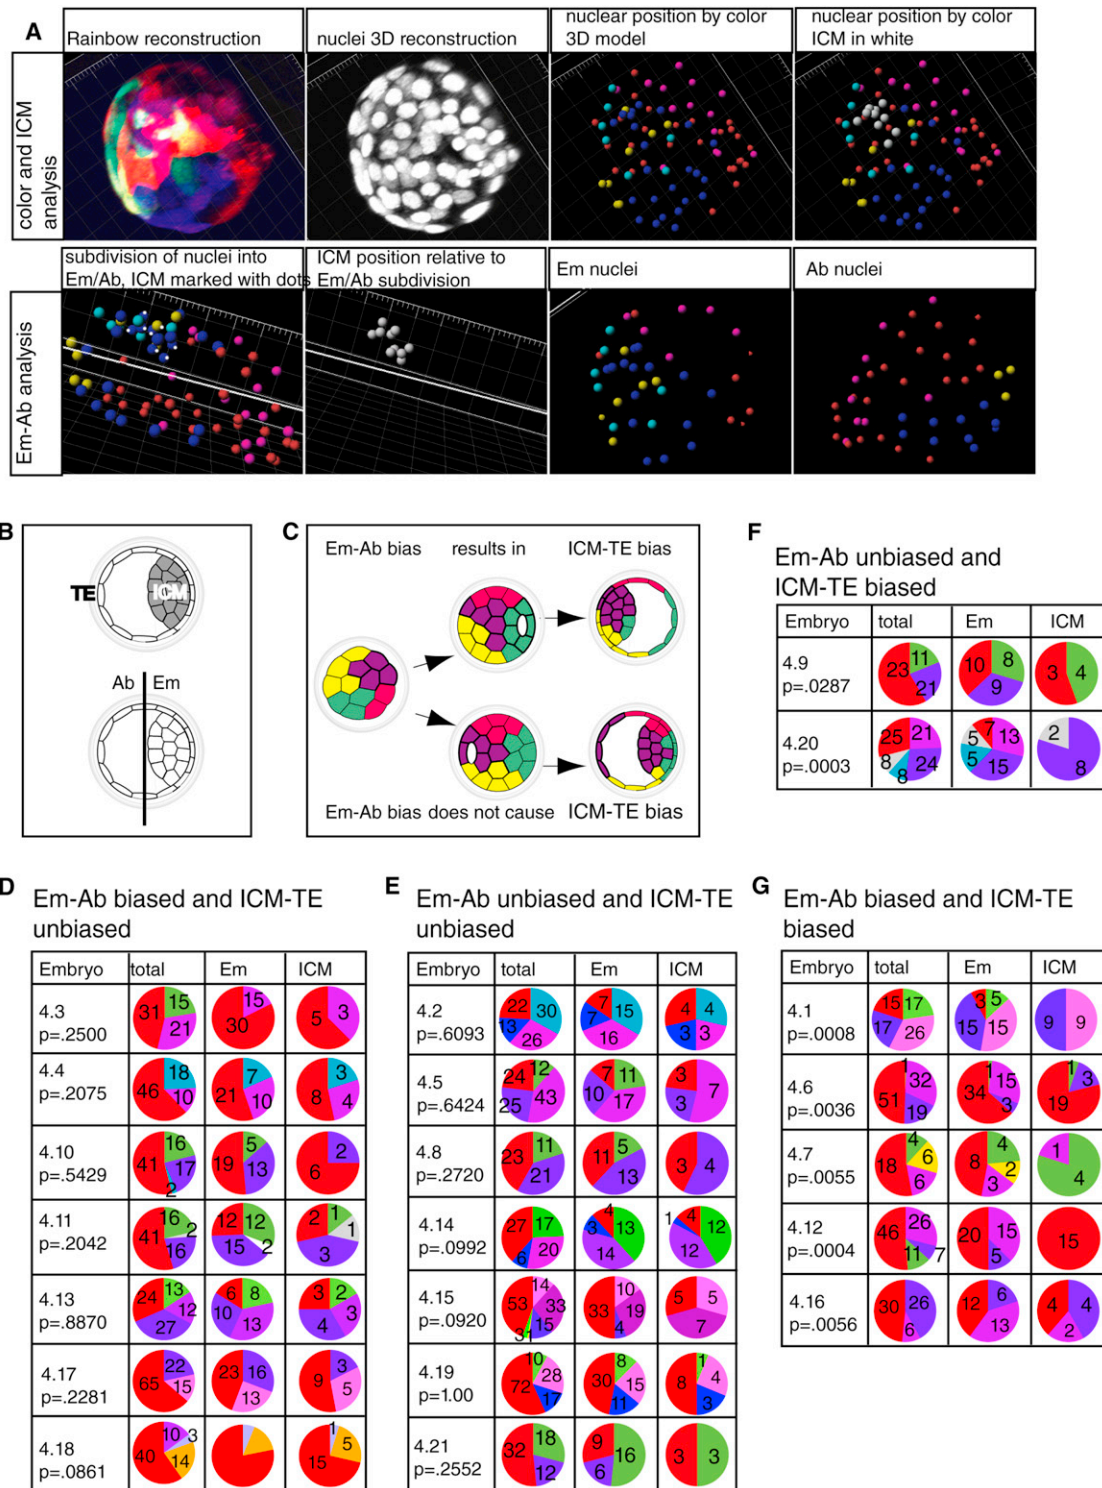 A
Rainbow reconstruction
nuclei 3D reconstruction
nuclear position by color
3D model
nuclear position by color
ICM in white
color and ICM
analysis
subdivision of nuclei into
Em/Ab, ICM marked with dots
ICM position relative to
Em/Ab subdivision
Em nuclei
Ab nuclei
Em-Ab analysis
B
TE
ICM
Ab Em
C
Em-Ab bias results in ICM-TE bias
Em-Ab bias does not cause ICM-TE bias
F
Em-Ab unbiased and
ICM-TE biased
Embryo total Em ICM
4.9
p=.0287
23 11 21
10 8 9
3 4
4.20
p=.0003
25 21 8 8 24
5 7 13 5 15
2 8
D
Em-Ab biased and ICM-TE
unbiased
Embryo total Em ICM
4.3
p=.2500
31 15 21
15 30
5 3
4.4
p=.2075
46 18 10
21 7 10
8 3 4
4.10
p=.5429
41 16 17 2
19 5 13
2 6
4.11
p=.2042
41 16 2 16
12 12 15 2
2 1 1 3
4.13
p=.8870
24 13 12 27
6 8 10 13
3 2 3 4
4.17
p=.2281
65 22 15
23 16 13
9 3 5
4.18
p=.0861
10 3 40 14
1 5 15
E
Em-Ab unbiased and ICM-TE
unbiased
Embryo total Em ICM
4.2
p=.6093
22 30 13 26
7 15 7 16
4 4 3 3
4.5
p=.6424
24 12 43 25
7 11 10 17
3 7 3
4.8
p=.2720
23 11 21
11 5 13
3 4
4.14
p=.0992
27 17 6 20
4 3 13 14
1 4 12 12
4.15
p=.0920
14 53 33 15 31
10 33 19 4
5 5 7
4.19
p=1.00
10 28 72 17
8 30 15 11
1 8 4 3
4.21
p=.2552
32 18 12
9 16 6
3 3
G
Em-Ab biased and ICM-TE
biased
Embryo total Em ICM
4.1
p=.0008
15 17 17 26
3 5 15 15
9 9
4.6
p=.0036
1 32 51 19
1 15 34 3
1 3 19
4.7
p=.0055
4 6 18 6
4 8 2 3
1 4
4.12
p=.0004
46 26 11 7
20 15 5
15
4.16
p=.0056
30 26 6
6 12 13
4 4 2